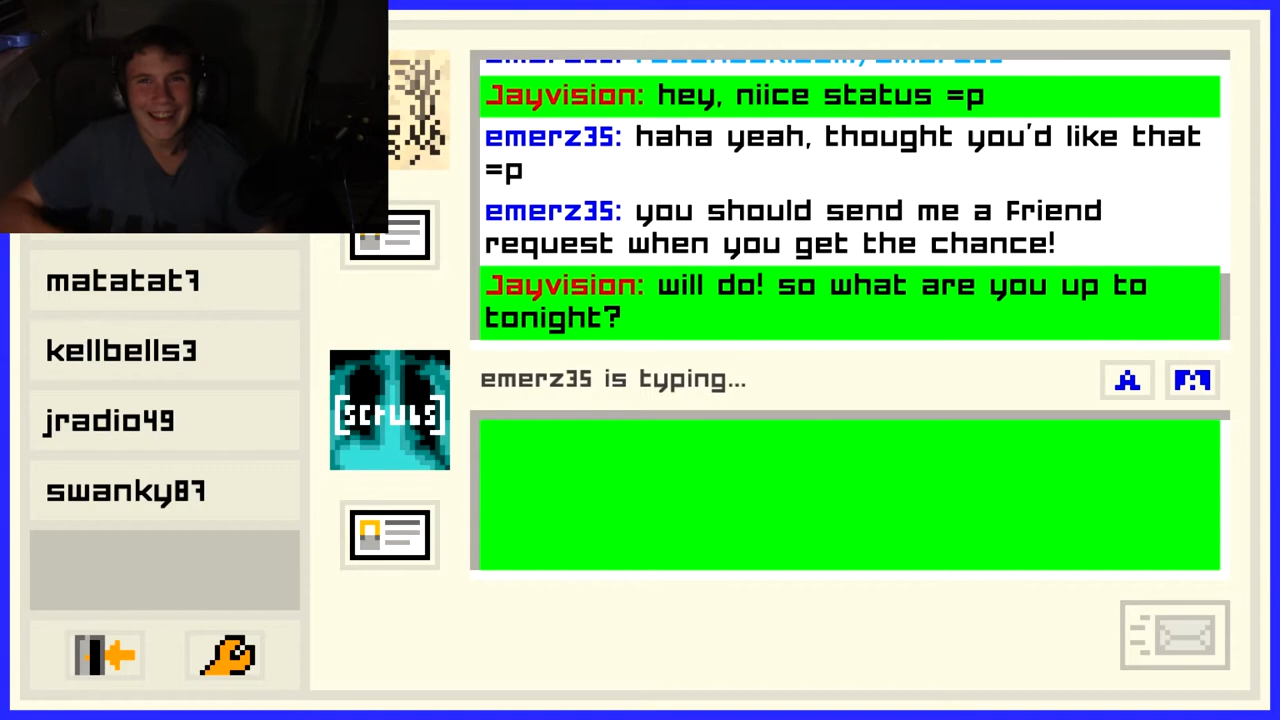 Jayvision: hey, niice status =p
emerz35: haha yeah, thought you'd like that
=p
emerz35: you should send me a Friend
request when you get the chance!
Jayvision: will do! so what are you up to
tonight?
emerz35 is typing...
matatat7
kellbells3
jradio49
swanky87
[scrubs]
A